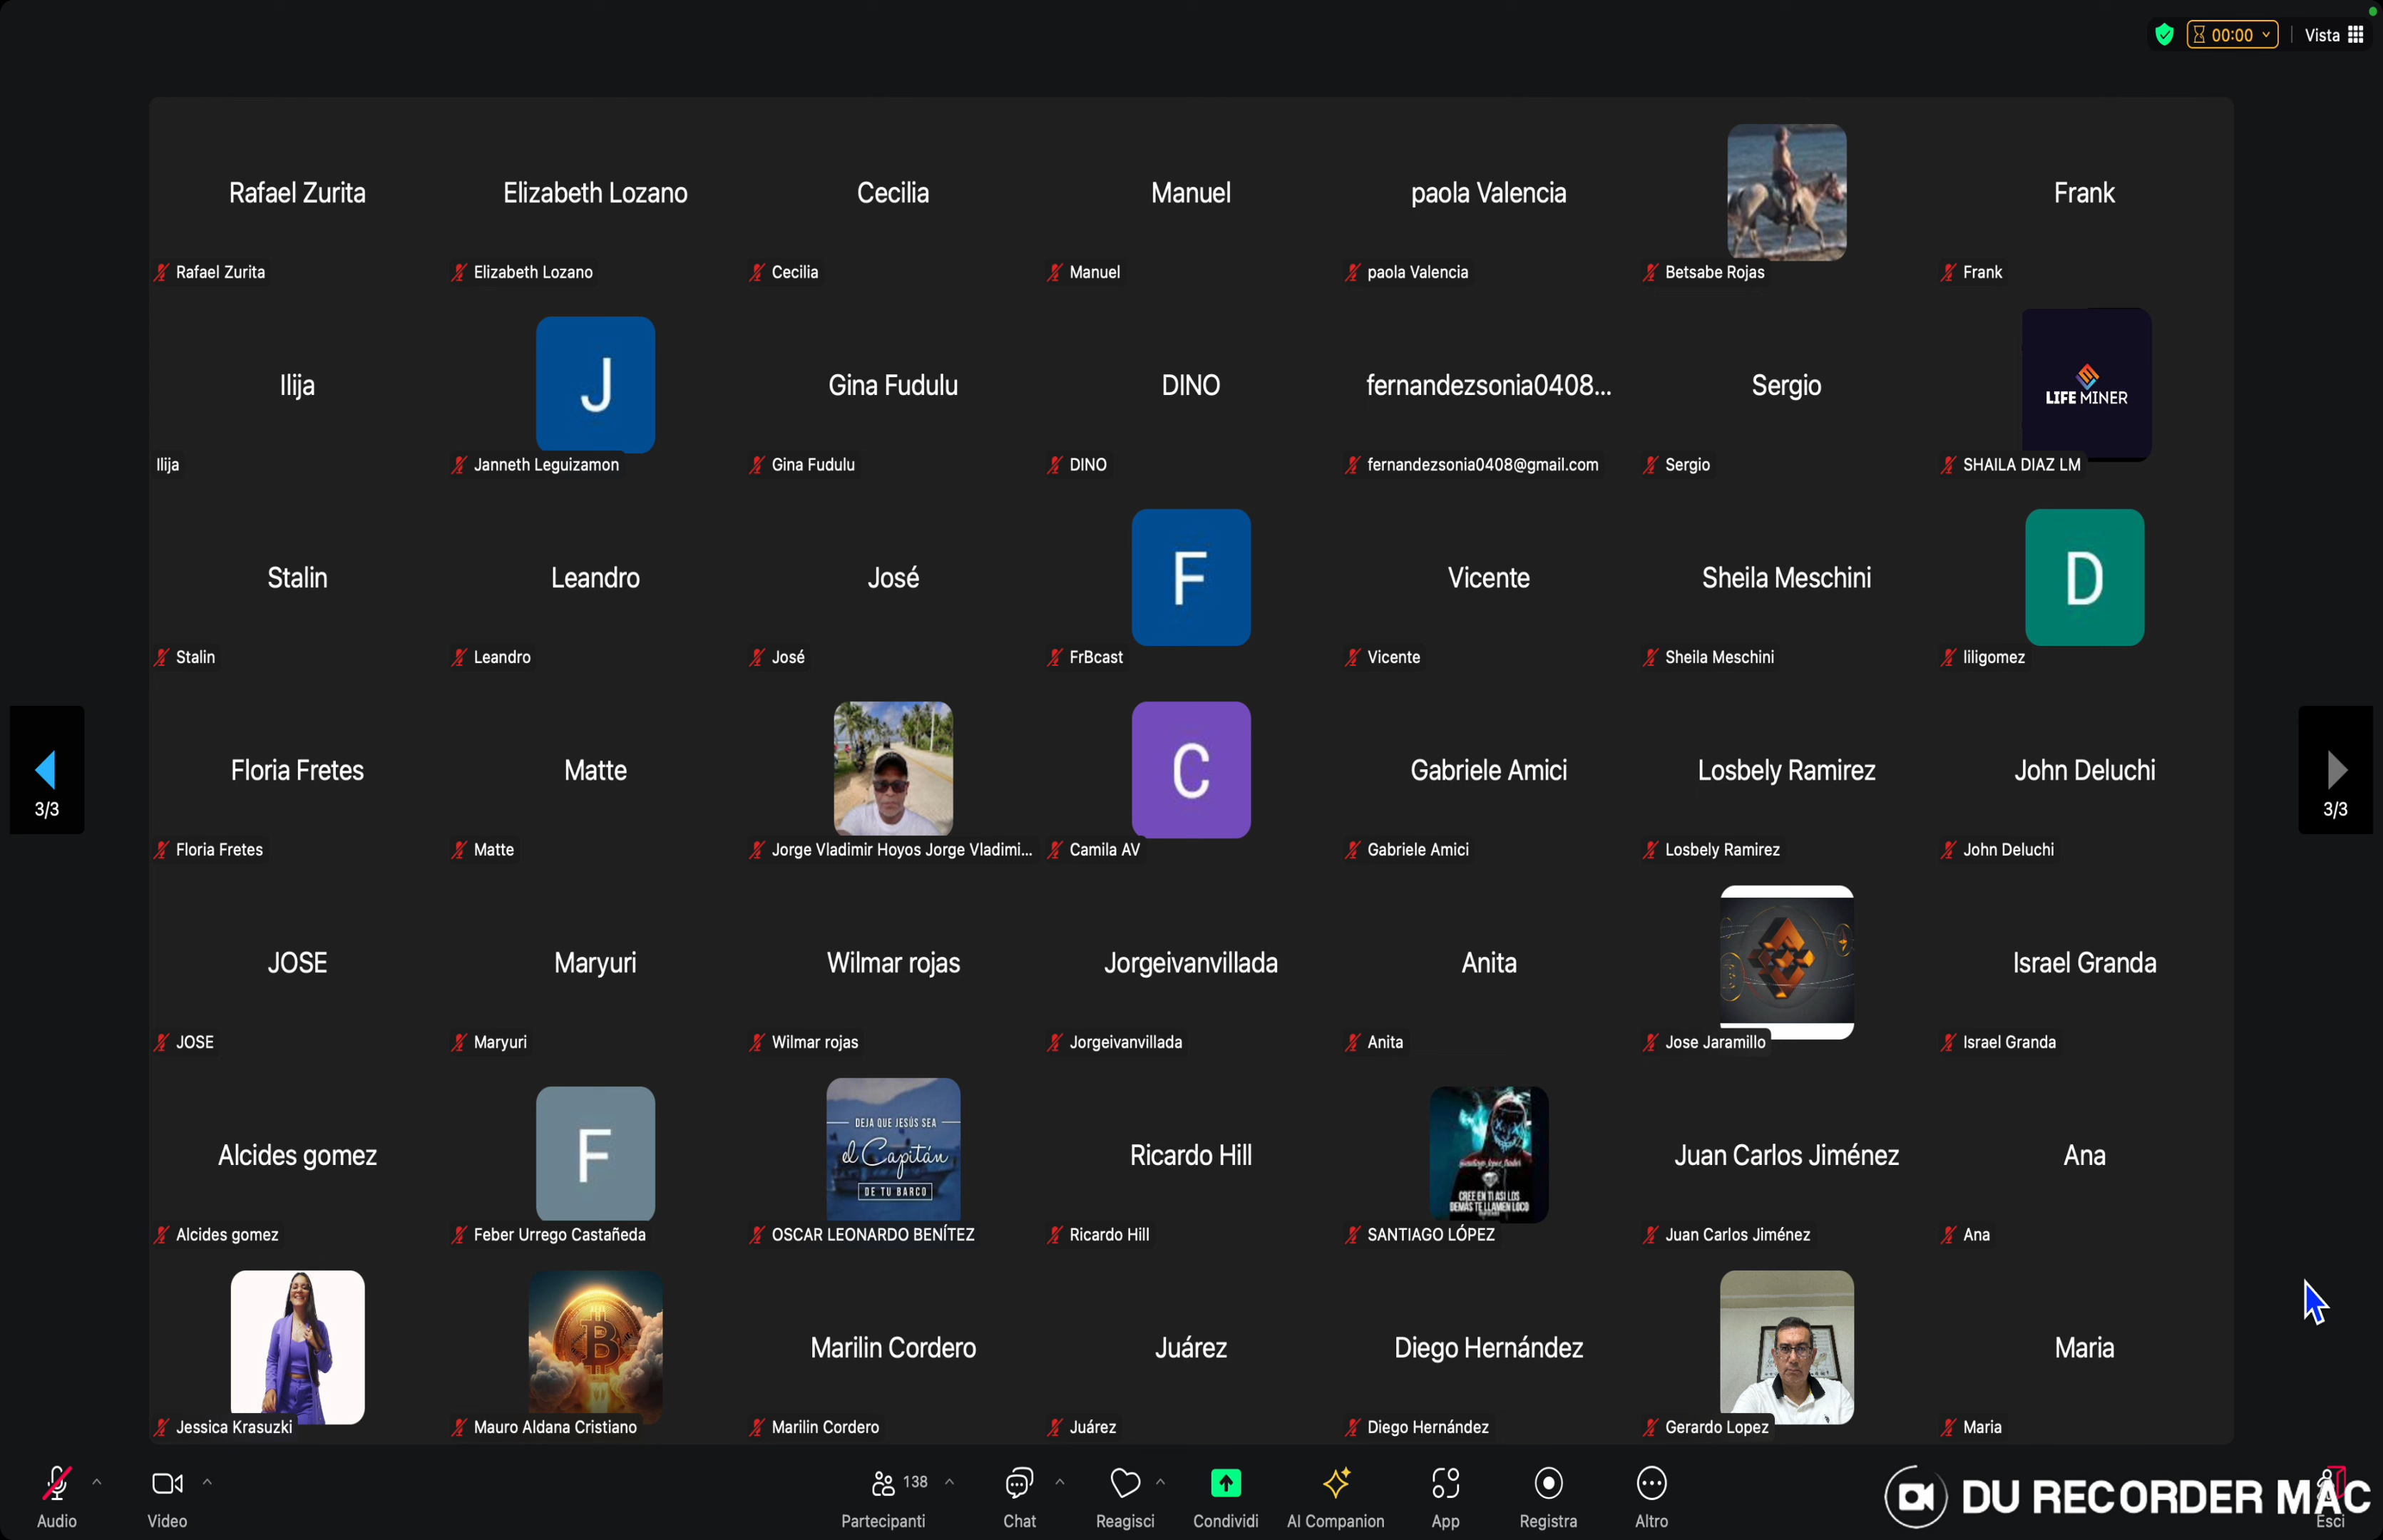 00:00
Vista
Rafael Zurita
Elizabeth Lozano
Cecilia
Manuel
paola Valencia
Frank
Rafael Zurita
Elizabeth Lozano
Cecilia
Manuel
paola Valencia
Betsabe Rojas
Frank
Ilija
J
Gina Fudulu
DINO
fernandezsonia0408...
Sergio
LIFE MINER
Ilija
Janneth Leguizamon
Gina Fudulu
DINO
fernandezsonia0408@gmail.com
Sergio
SHAILA DIAZ LM
Stalin
Leandro
José
F
Vicente
Sheila Meschini
D
Stalin
Leandro
José
FrBcast
Vicente
Sheila Meschini
liligomez
Floria Fretes
Matte
C
Gabriele Amici
Losbely Ramirez
John Deluchi
3/3
3/3
Floria Fretes
Matte
Jorge Vladimir Hoyos Jorge Vladimi...
Camila AV
Gabriele Amici
Losbely Ramirez
John Deluchi
JOSE
Maryuri
Wilmar rojas
Jorgeivanvillada
Anita
Israel Granda
JOSE
Maryuri
Wilmar rojas
Jorgeivanvillada
Anita
Jose Jaramillo
Israel Granda
Alcides gomez
F
DEJA QUE JESÚS SEA
el Capitán
DE TU BARCO
Ricardo Hill
CREE EN TI ASI LOS
DEMÁS TE LLAMEN LOCO
Juan Carlos Jiménez
Ana
Alcides gomez
Feber Urrego Castañeda
OSCAR LEONARDO BENÍTEZ
Ricardo Hill
SANTIAGO LÓPEZ
Juan Carlos Jiménez
Ana
Marilin Cordero
Juárez
Diego Hernández
Maria
Jessica Krasuzki
Mauro Aldana Cristiano
Marilin Cordero
Juárez
Diego Hernández
Gerardo Lopez
Maria
138
Audio
Video
Partecipanti
Chat
Reagisci
Condividi
AI Companion
App
Registra
Altro
DU RECORDER MAC
Esci